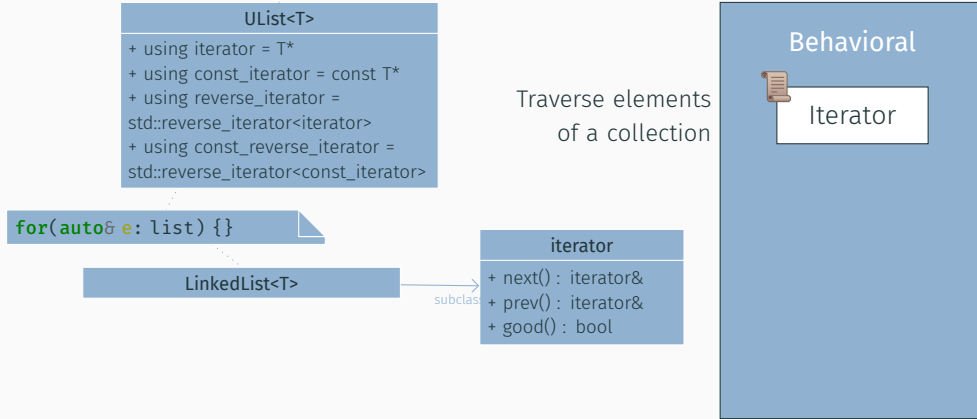 UList<T>
+ using iterator = T*
+ using const_iterator = const T*
+ using reverse_iterator =
std::reverse_iterator<iterator>
+ using const_reverse_iterator =
std::reverse_iterator<const_iterator>
for(auto& e: list) {}
LinkedList<T>
subclass
iterator
+ next() : iterator&
+ prev() : iterator&
+ good() : bool
Traverse elements
of a collection
Behavioral
Iterator